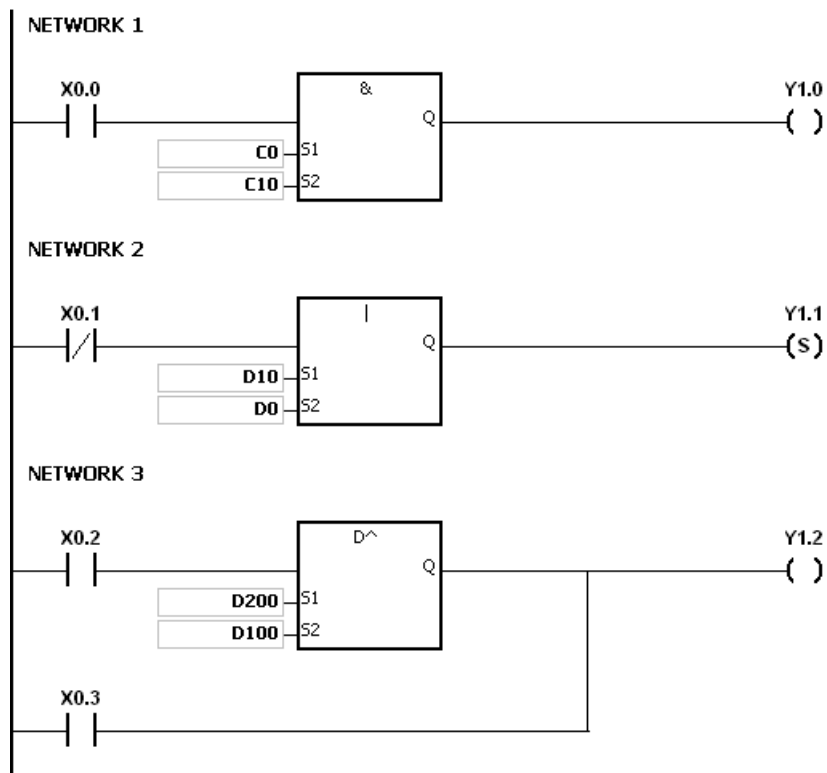 NETWORK 1
X0.0
&
Y1.0
Q
( )
C0 S1
C10 S2
NETWORK 2
X0.1
|
Y1.1
Q
(S)
D10 S1
D0 S2
NETWORK 3
X0.2
D^
Y1.2
Q
( )
D200 S1
D100 S2
X0.3